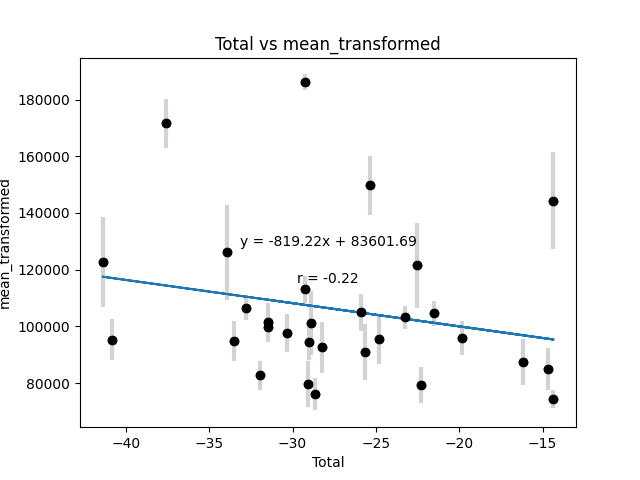 Total vs mean_transformed
mean_transformed
180000
160000
140000
120000
100000
80000
y = -819.22x + 83601.69
r = -0.22
−40
−35
−30
−25
−20
−15
Total